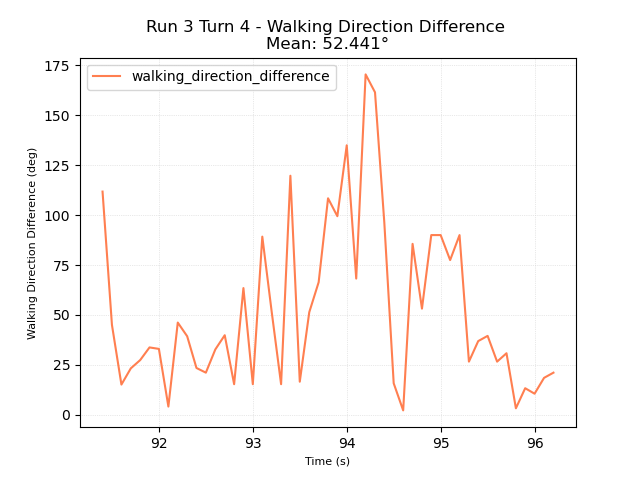 Run 3 Turn 4 - Walking Direction Difference
Mean: 52.441°
walking_direction_difference
Walking Direction Difference (deg)
175
150
125
100
75
50
25
0
92
93
94
95
96
Time (s)